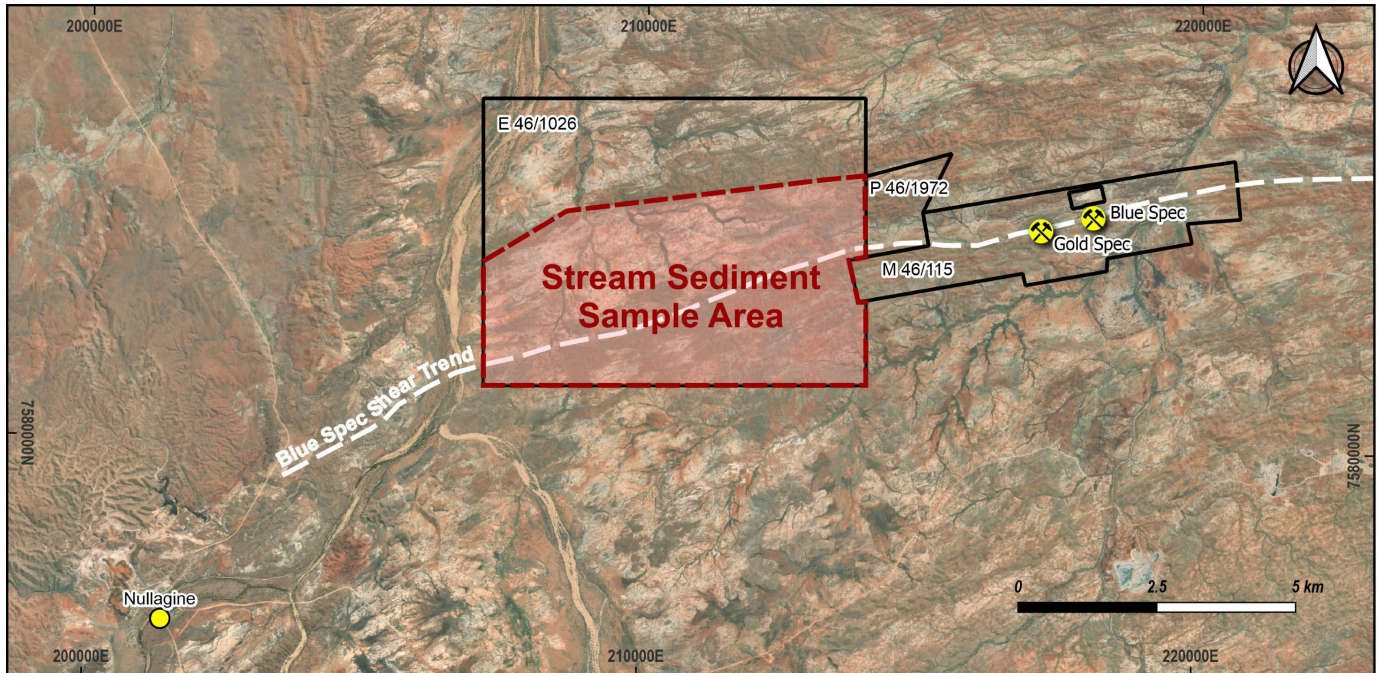 200000E
210000E
220000E
E 46/1026
P 46/1972
Blue Spec
Gold Spec
M 46/115
Stream Sediment
Sample Area
Blue Spec Shear Trend
7580000N
7580000N
Nullagine
0
2.5
5 km
200000E
210000E
220000E